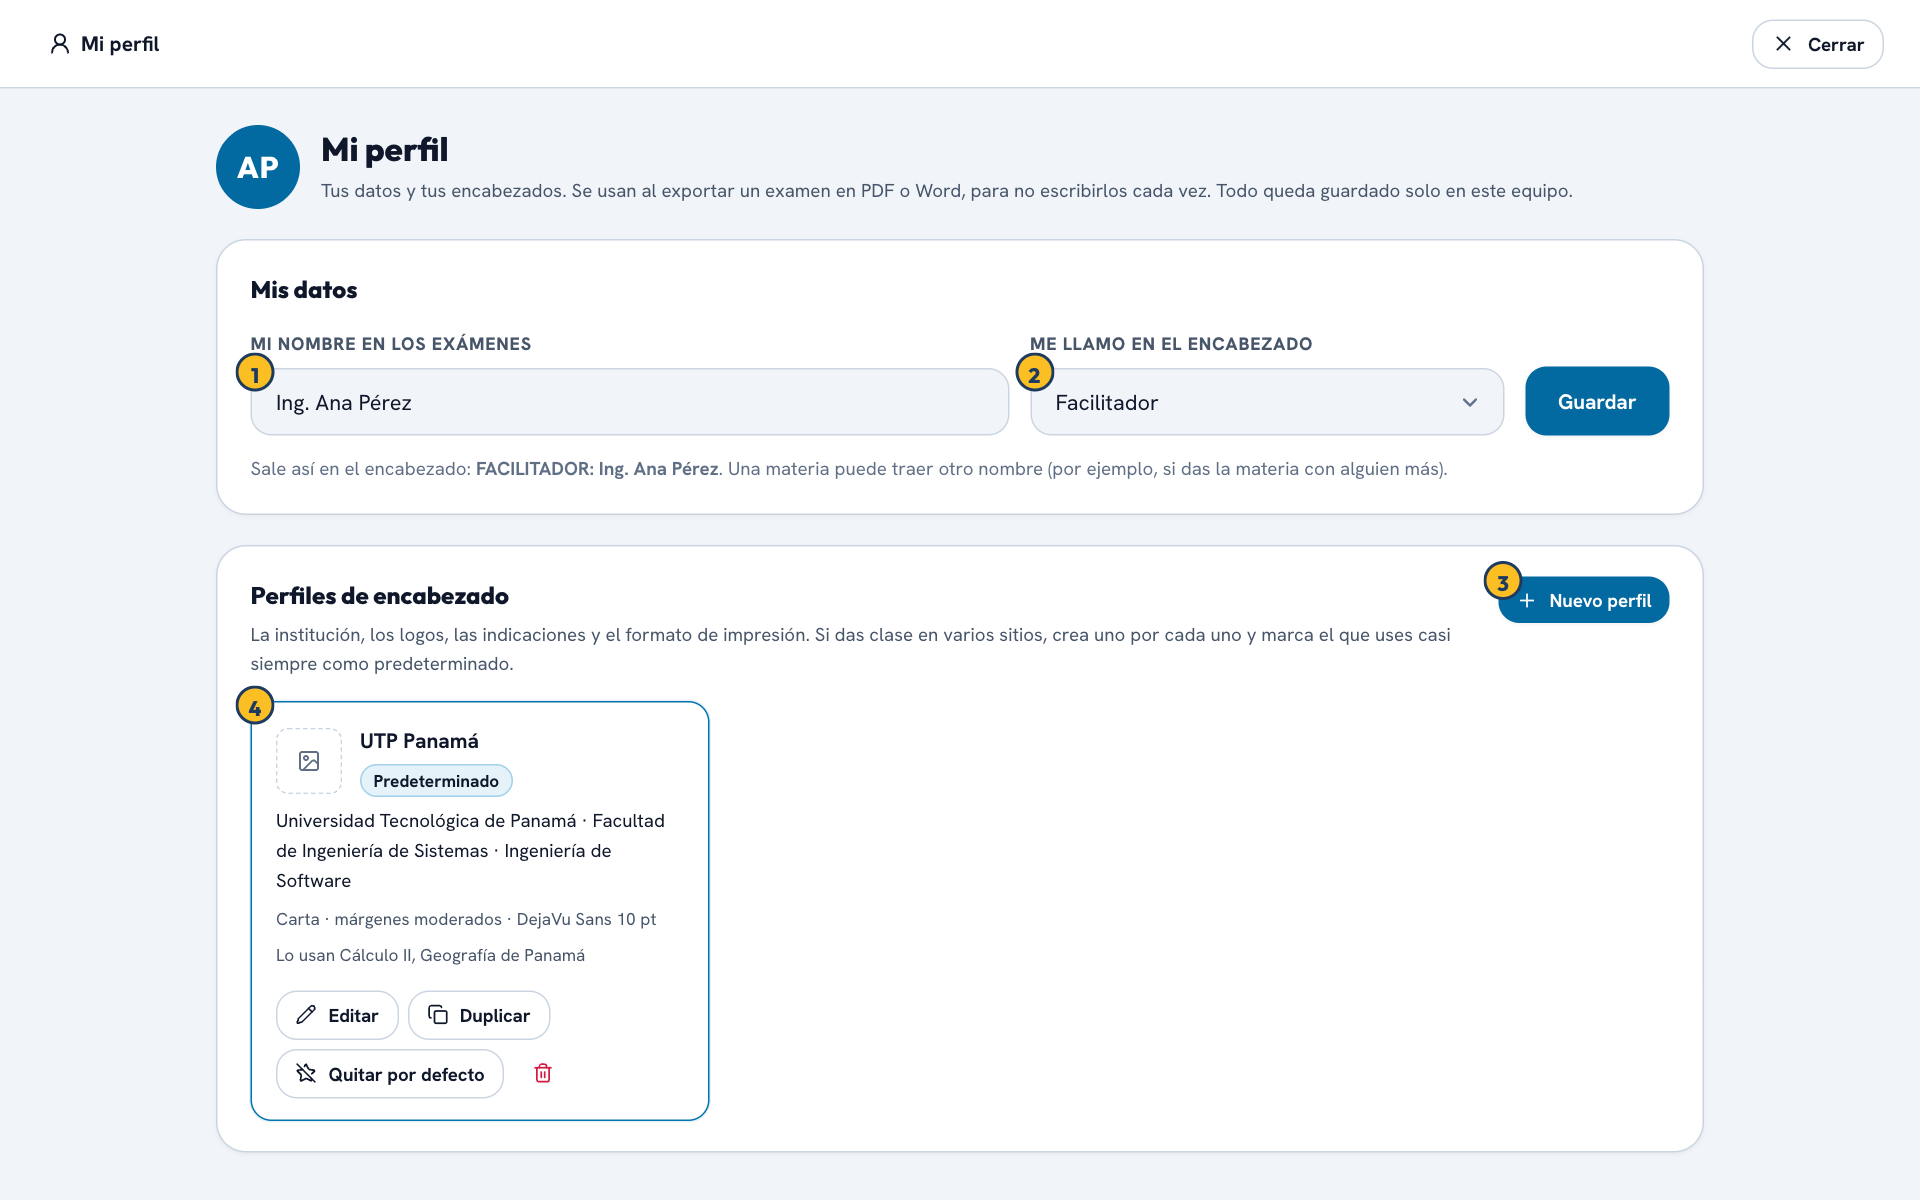 Mi perfil
Cerrar
AP
Mi perfil
Tus datos y tus encabezados. Se usan al exportar un examen en PDF o Word, para no escribirlos cada vez. Todo queda guardado solo en este equipo.
Mis datos
MI NOMBRE EN LOS EXÁMENES
ME LLAMO EN EL ENCABEZADO
1
Ing. Ana Pérez
2
Facilitador
Guardar
Sale así en el encabezado: FACILITADOR: Ing. Ana Pérez. Una materia puede traer otro nombre (por ejemplo, si das la materia con alguien más).
Perfiles de encabezado
3
Nuevo perfil
La institución, los logos, las indicaciones y el formato de impresión. Si das clase en varios sitios, crea uno por cada uno y marca el que uses casi
siempre como predeterminado.
4
UTP Panamá
Predeterminado
Universidad Tecnológica de Panamá · Facultad
de Ingeniería de Sistemas · Ingeniería de
Software
Carta · márgenes moderados · DejaVu Sans 10 pt
Lo usan Cálculo II, Geografía de Panamá
Editar
Duplicar
Quitar por defecto